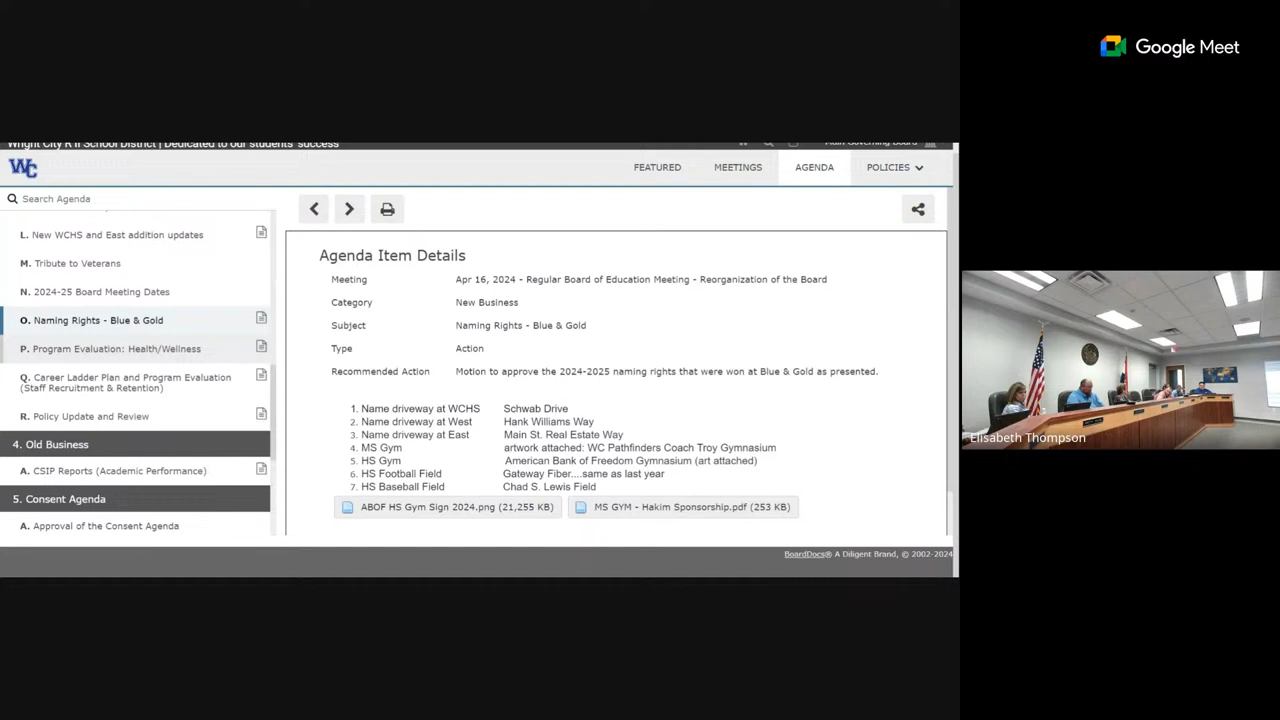 Google Meet
Wright City R II School District | Dedicated to our students' success
Main Governing Board
WC
FEATURED
MEETINGS
AGENDA
POLICIES
Search Agenda
L. New WCHS and East addition updates
M. Tribute to Veterans
N. 2024-25 Board Meeting Dates
O. Naming Rights - Blue & Gold
P. Program Evaluation: Health/Wellness
Q. Career Ladder Plan and Program Evaluation
(Staff Recruitment & Retention)
R. Policy Update and Review
4. Old Business
A. CSIP Reports (Academic Performance)
5. Consent Agenda
A. Approval of the Consent Agenda
Agenda Item Details
Meeting Apr 16, 2024 - Regular Board of Education Meeting - Reorganization of the Board
Category New Business
Subject Naming Rights - Blue & Gold
Type Action
Recommended Action Motion to approve the 2024-2025 naming rights that were won at Blue & Gold as presented.
1. Name driveway at WCHS Schwab Drive
2. Name driveway at West Hank Williams Way
3. Name driveway at East Main St. Real Estate Way
4. MS Gym artwork attached: WC Pathfinders Coach Troy Gymnasium
5. HS Gym American Bank of Freedom Gymnasium (art attached)
6. HS Football Field Gateway Fiber....same as last year
7. HS Baseball Field Chad S. Lewis Field
ABOF HS Gym Sign 2024.png (21,255 KB)
MS GYM - Hakim Sponsorship.pdf (253 KB)
BoardDocs® A Diligent Brand, © 2002-2024
Elisabeth Thompson